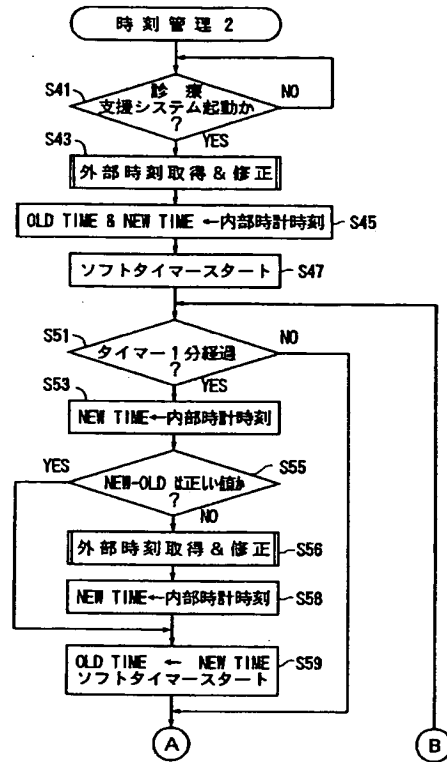 時刻管理2
S41
診療
支援システム起動か
?
NO
YES
S43
外部時刻取得&修正
OLD TIME & NEW TIME ←内部時計時刻
S45
ソフトタイマースタート
S47
S51
タイマー1分経過
?
NO
YES
S53
NEW TIME←内部時計時刻
YES
NEW-OLDは正しい値か
?
S55
NO
外部時刻取得&修正
S56
NEW TIME←内部時計時刻
S58
OLD TIME ← NEW TIME
ソフトタイマースタート
S59
A
B